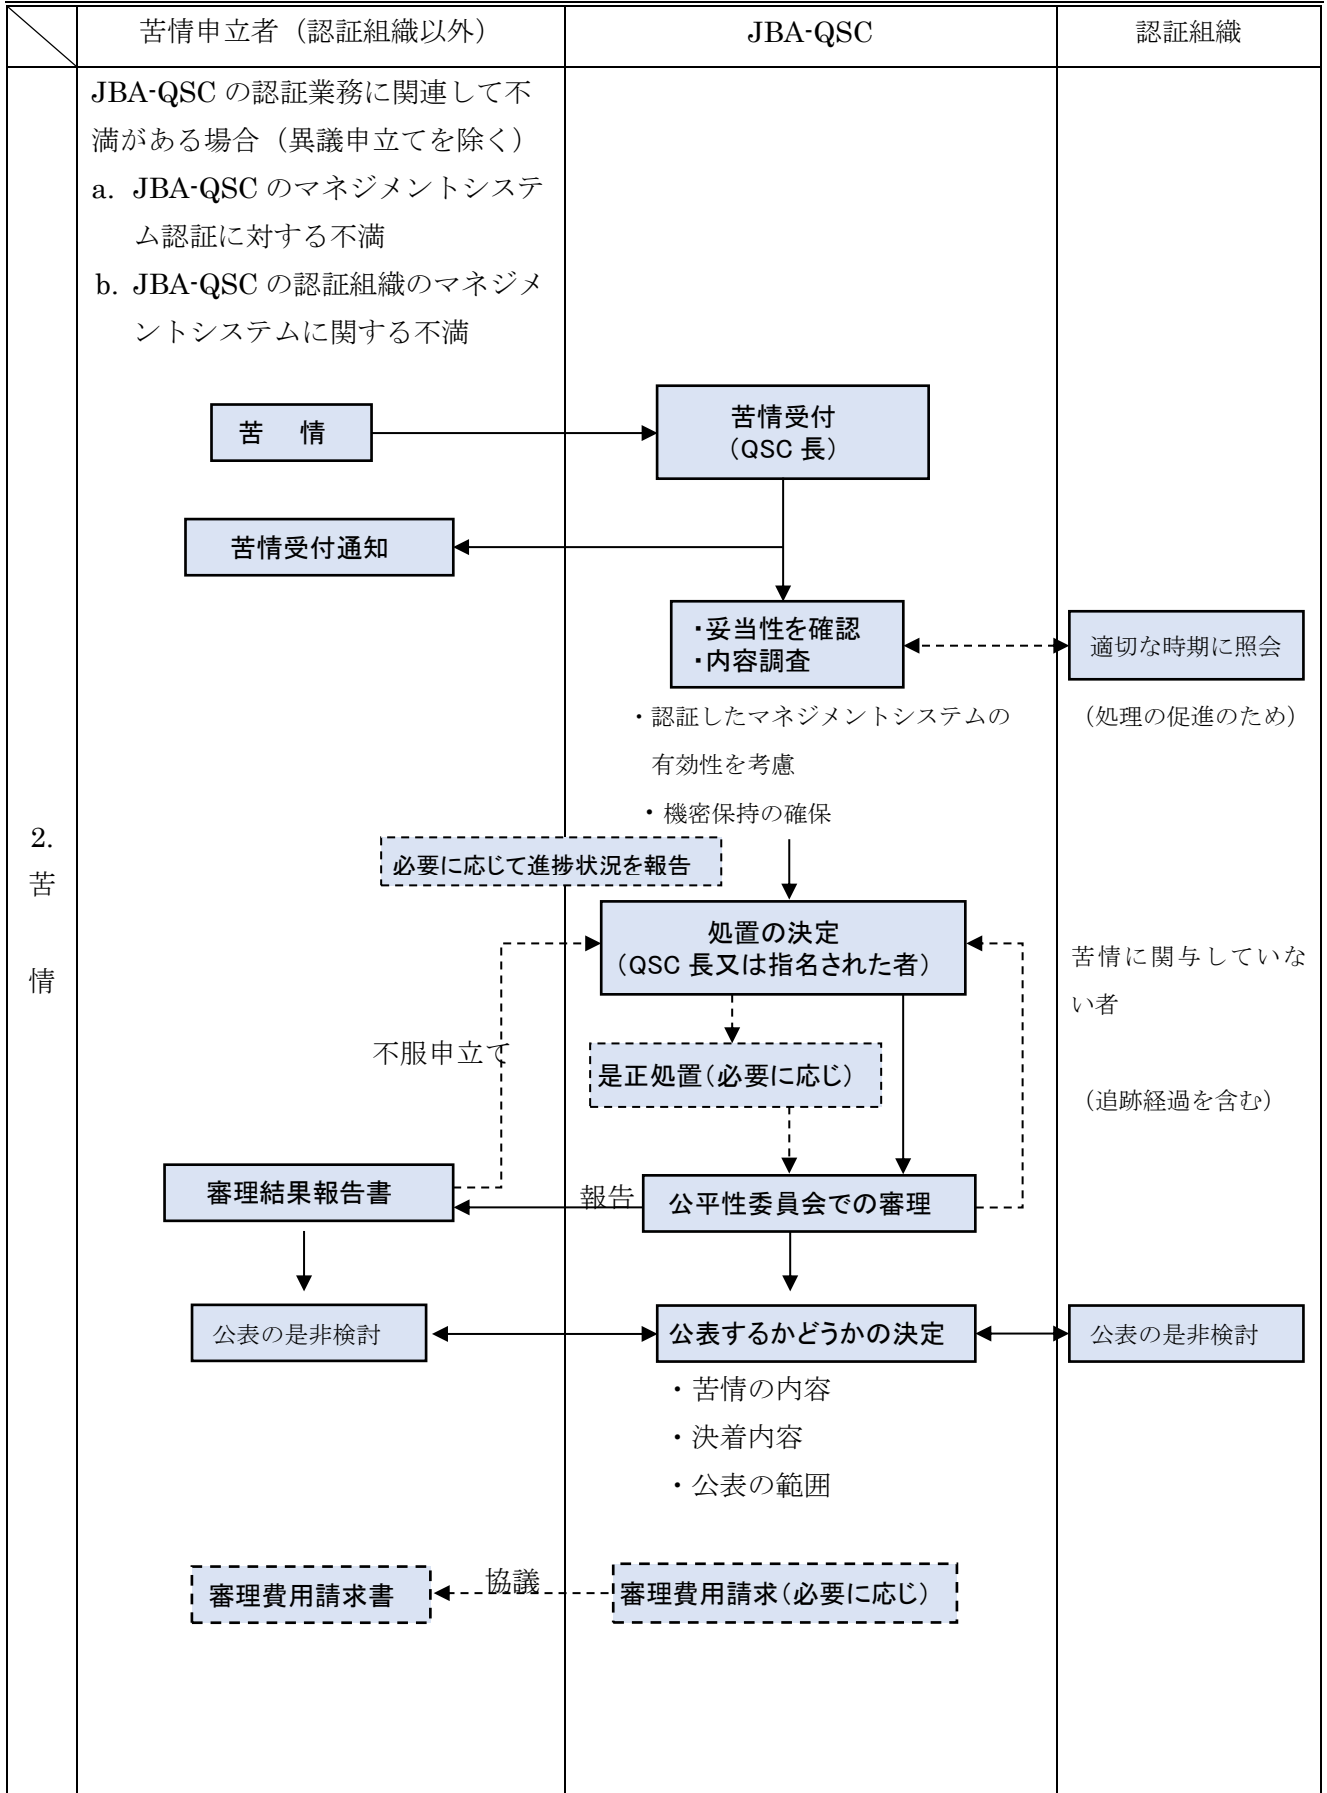 苦情申立者（認証組織以外）
JBA-QSC
認証組織
JBA-QSC の認証業務に関連して不
満がある場合（異議申立てを除く）
a. JBA-QSC のマネジメントシステ
ム認証に対する不満
b. JBA-QSC の認証組織のマネジメ
ントシステムに関する不満
苦　情
苦情受付
（QSC 長）
苦情受付通知
・妥当性を確認
・内容調査
適切な時期に照会
・認証したマネジメントシステムの
有効性を考慮
・機密保持の確保
（処理の促進のため）
2.
苦
情
必要に応じて進捗状況を報告
処置の決定
（QSC 長又は指名された者）
苦情に関与していな
い者
不服申立て
是正処置（必要に応じ）
（追跡経過を含む）
審理結果報告書
報告
公平性委員会での審理
公表の是非検討
公表するかどうかの決定
公表の是非検討
・苦情の内容
・決着内容
・公表の範囲
審理費用請求書
協議
審理費用請求（必要に応じ）